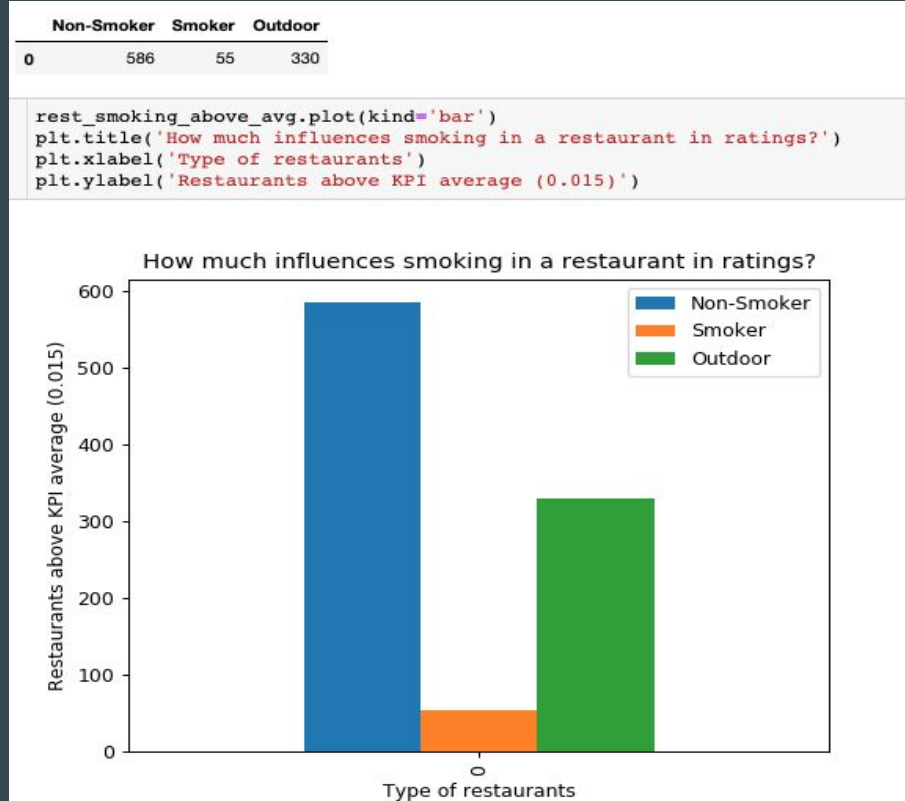 Non-Smoker Smoker Outdoor
0 586 55 330
rest_smoking_above_avg.plot(kind='bar')
plt.title('How much influences smoking in a restaurant in ratings?')
plt.xlabel('Type of restaurants')
plt.ylabel('Restaurants above KPI average (0.015)')
How much influences smoking in a restaurant in ratings?
Restaurants above KPI average (0.015)
600
500
400
300
200
100
0
Non-Smoker
Smoker
Outdoor
0
Type of restaurants